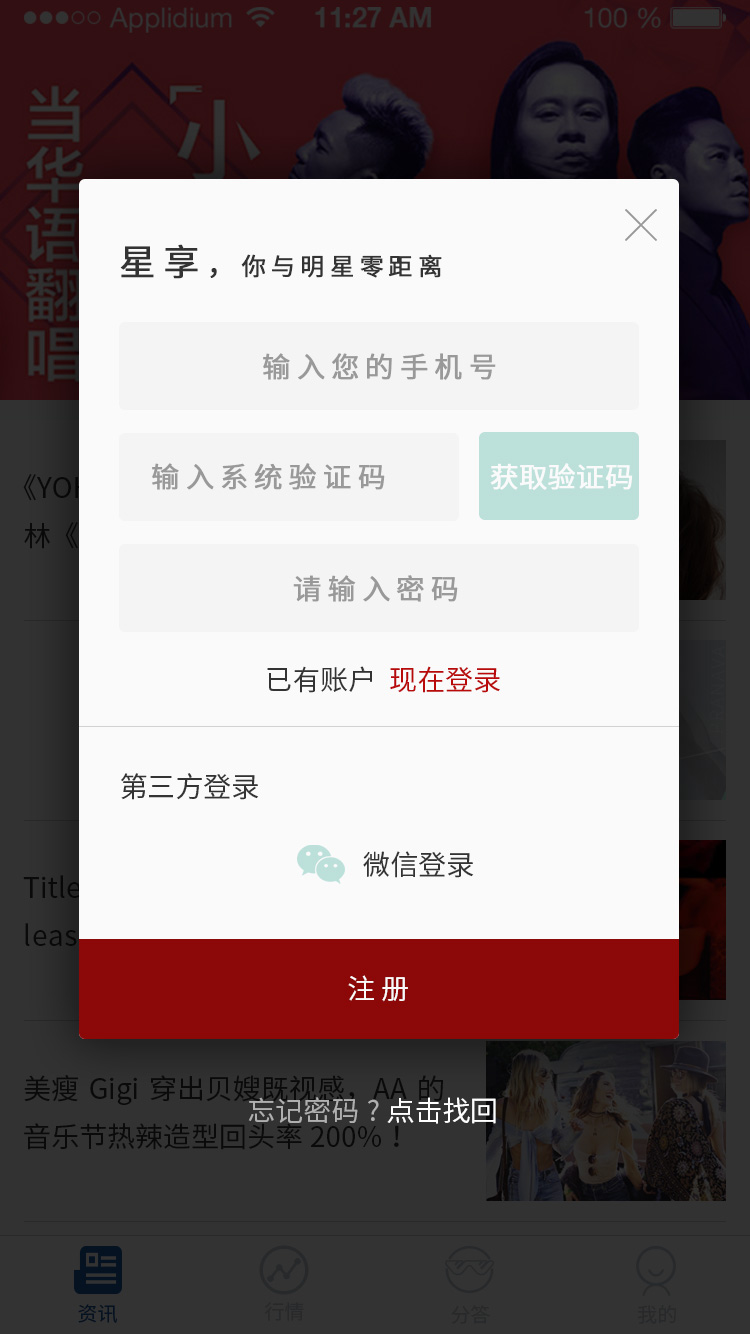 Applidium 11:27 AM 100 %
当
华
语
翻
唱
「小
星享，你与明星零距离
输入您的手机号
输入系统验证码 获取验证码
请输入密码
已有账户 现在登录
第三方登录
微信登录
注册
《YOH
林《
Title
leas
美瘦 Gigi 穿出贝嫂既视感，AA 的
音乐节热辣造型回头率 200%！
忘记密码？点击找回
资讯 行情 分答 我的